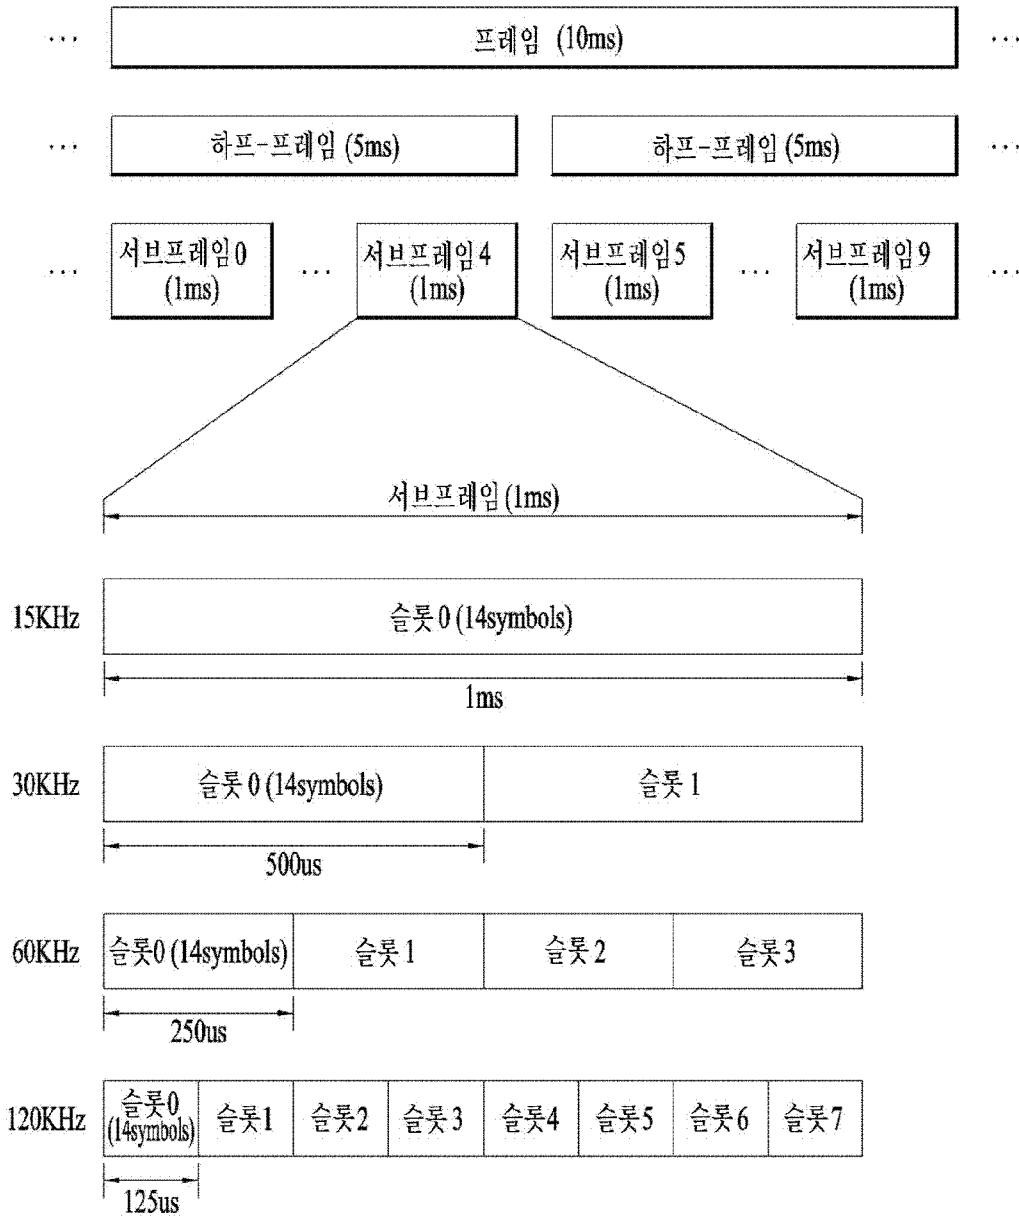 ... 프레임 (10ms) ...
... 하프-프레임 (5ms) 하프-프레임 (5ms) ...
... 서브프레임0 ... 서브프레임4 서브프레임5 ... 서브프레임9 ...
(1ms) (1ms) (1ms) (1ms)
서브프레임 (1ms)
15KHz 슬롯0 (14symbols)
1ms
30KHz 슬롯0 (14symbols) 슬롯1
500us
60KHz 슬롯0 (14symbols) 슬롯1 슬롯2 슬롯3
250us
120KHz 슬롯0 (14symbols) 슬롯1 슬롯2 슬롯3 슬롯4 슬롯5 슬롯6 슬롯7
125us